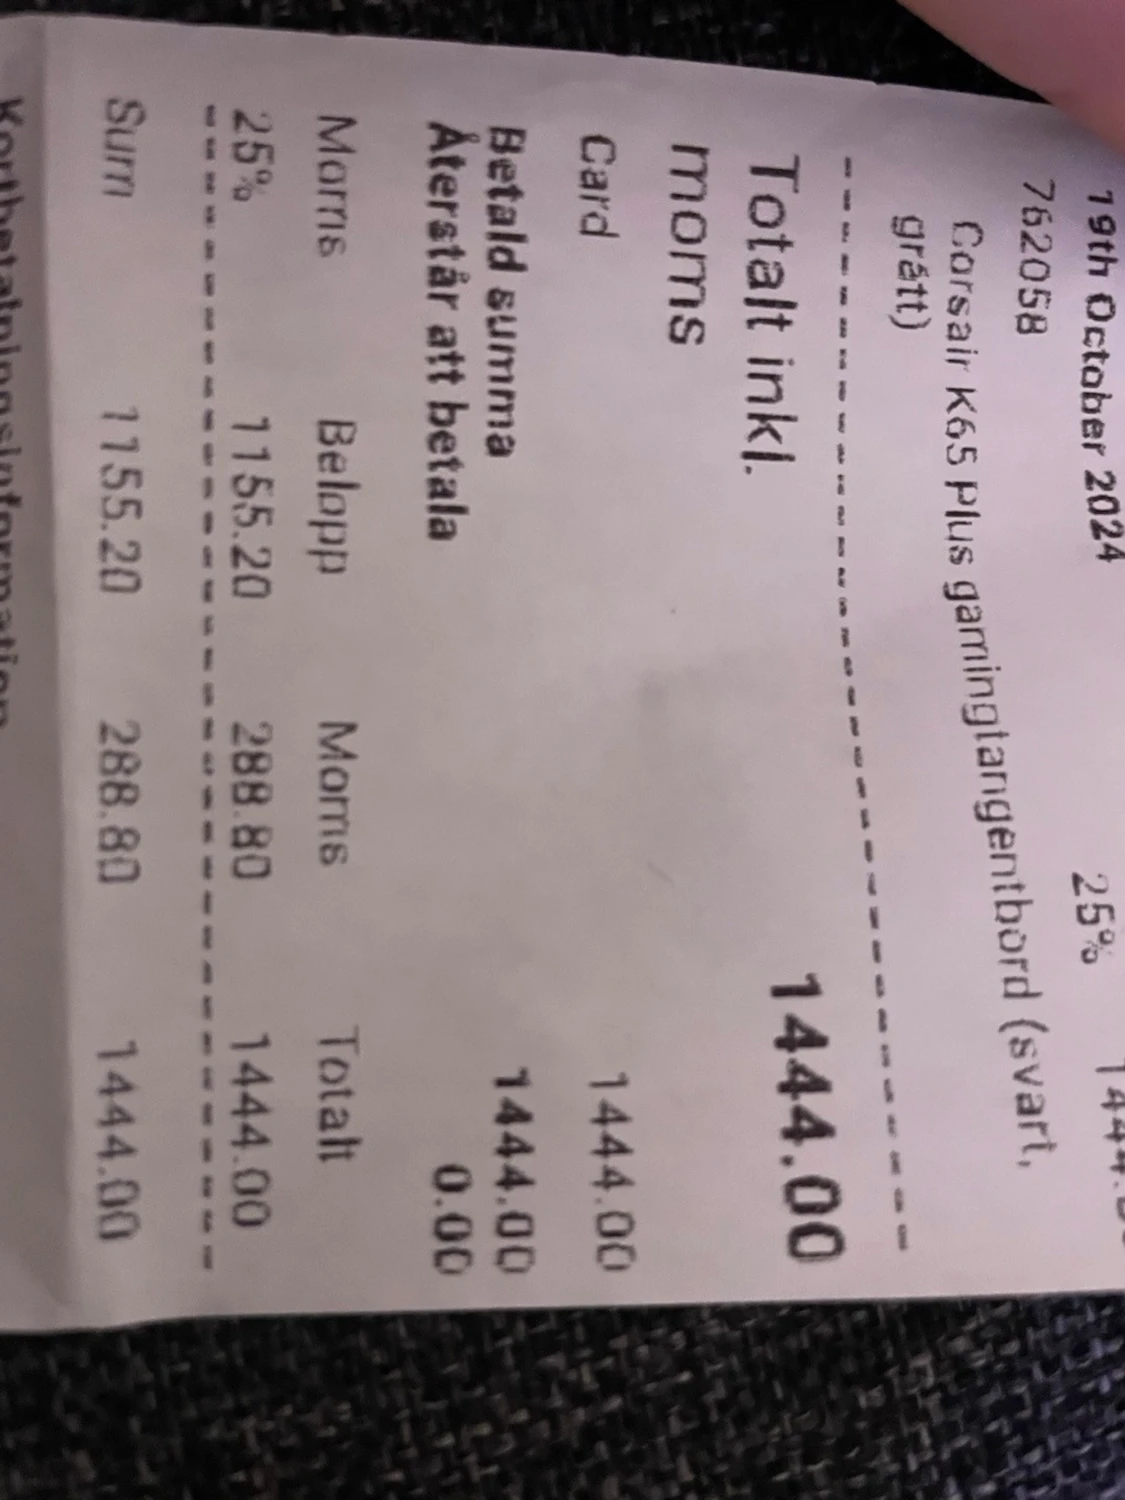 19th October 2024
762058 25%
Corsair K65 Plus gamingtangentbord (svart,
grått)
Totalt inkl. 1444.00
moms
Card 1444.00
Betald summa 1444.00
Återstår att betala 0.00
Moms Belopp Moms Totalt
25% 1155.20 288.80 1444.00
Sum 1155.20 288.80 1444.00
Kortbetalningsinformation